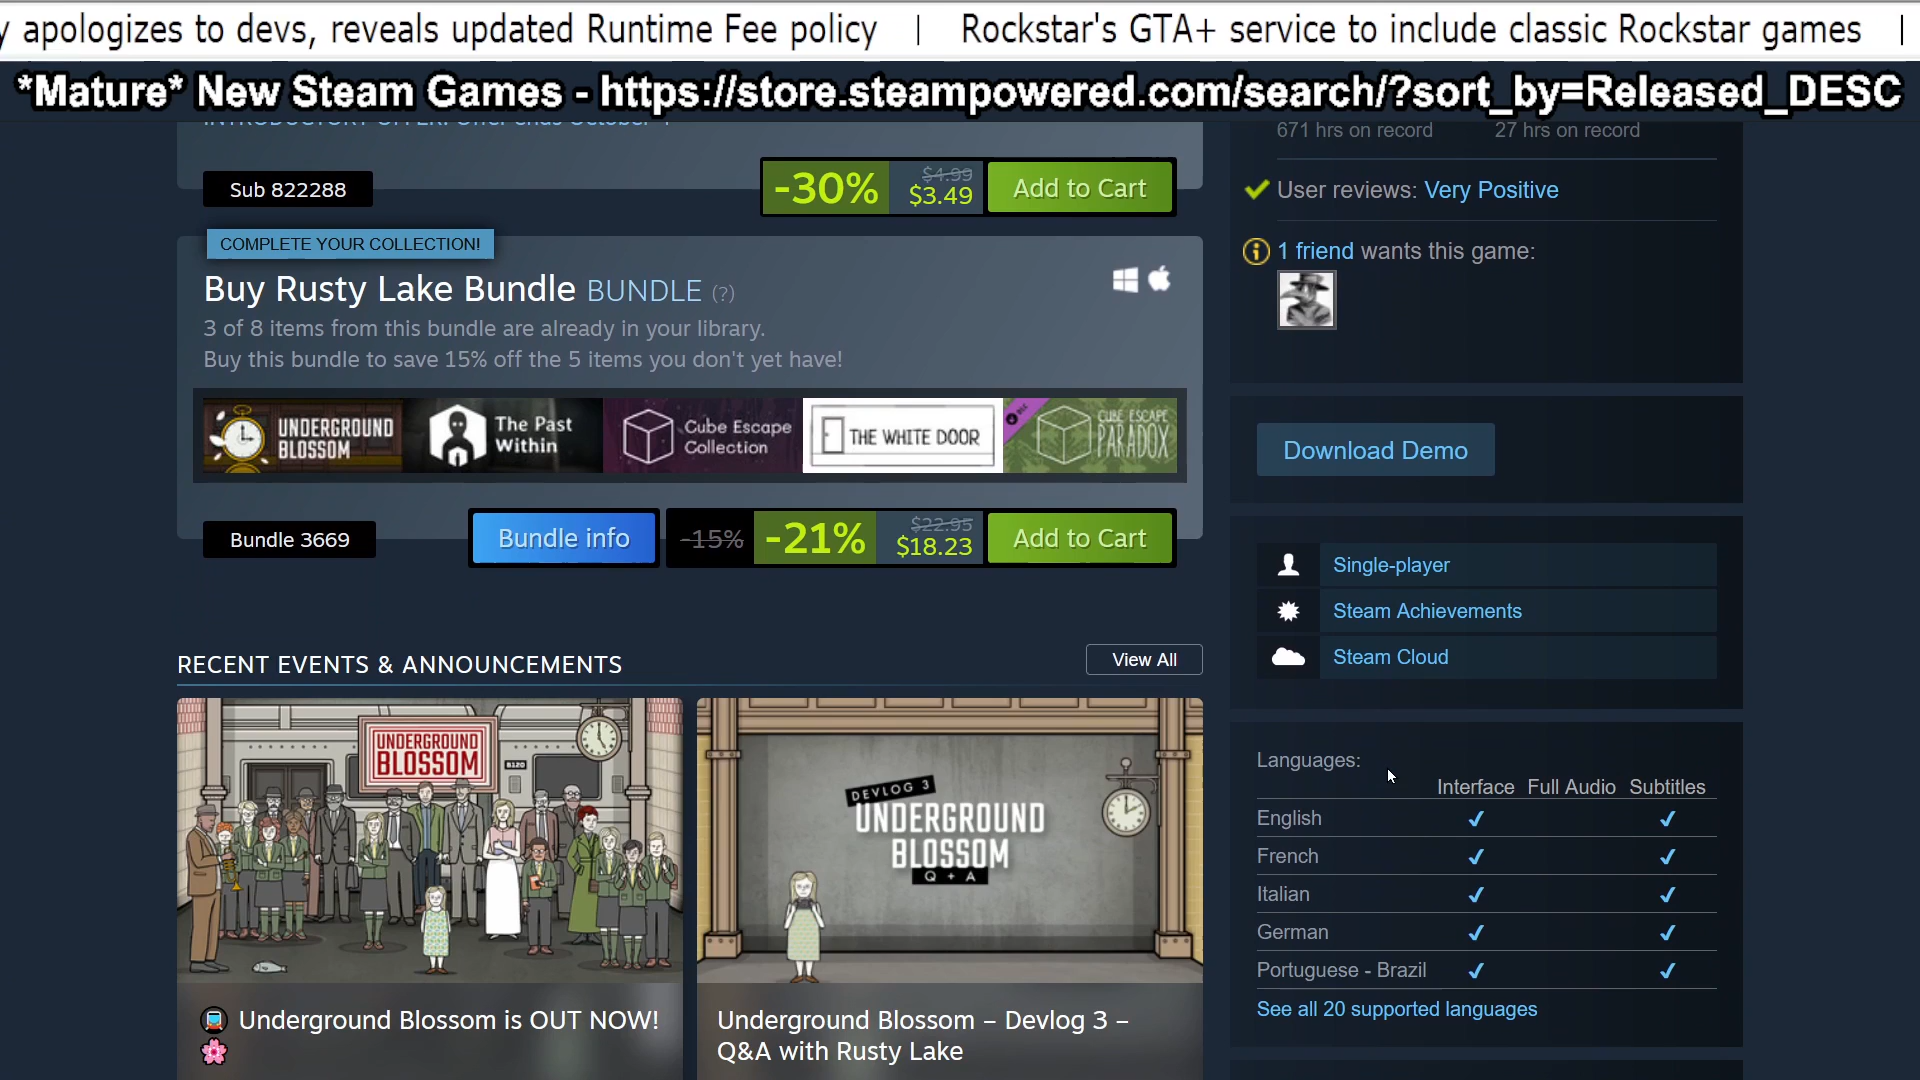 y apologizes to devs, reveals updated Runtime Fee policy | Rockstar's GTA+ service to include classic Rockstar games |
*Mature* New Steam Games - https://store.steampowered.com/search/?sort_by=Released_DESC
671 hrs on record 27 hrs on record
Sub 822288
-30% $4.99 $3.49 Add to Cart
User reviews: Very Positive
COMPLETE YOUR COLLECTION!
1 friend wants this game:
Buy Rusty Lake Bundle BUNDLE (?)
3 of 8 items from this bundle are already in your library.
Buy this bundle to save 15% off the 5 items you don't yet have!
UNDERGROUND BLOSSOM
The Past Within
Cube Escape Collection
THE WHITE DOOR
DLC
CUBE ESCAPE PARADOX
Bundle 3669
Bundle info
-15% -21% $22.95 $18.23 Add to Cart
Download Demo
Single-player
Steam Achievements
Steam Cloud
RECENT EVENTS & ANNOUNCEMENTS
View All
UNDERGROUND BLOSSOM
8120
DEVLOG 3
UNDERGROUND BLOSSOM
Q + A
Underground Blossom is OUT NOW!
Underground Blossom – Devlog 3 –
Q&A with Rusty Lake
Languages:
Interface Full Audio Subtitles
English ✔ ✔
French ✔ ✔
Italian ✔ ✔
German ✔ ✔
Portuguese - Brazil ✔ ✔
See all 20 supported languages